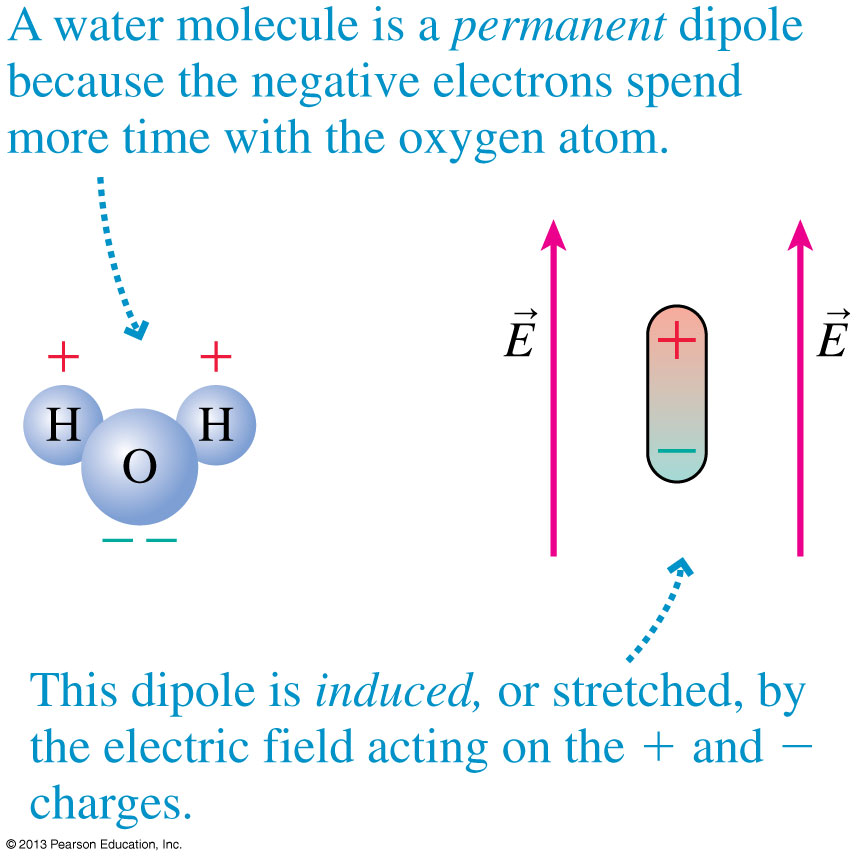 A water molecule is a permanent dipole
because the negative electrons spend
more time with the oxygen atom.
+ +
H H
O
− −
E⃗ E⃗
+
−
This dipole is induced, or stretched, by
the electric field acting on the + and −
charges.
© 2013 Pearson Education, Inc.